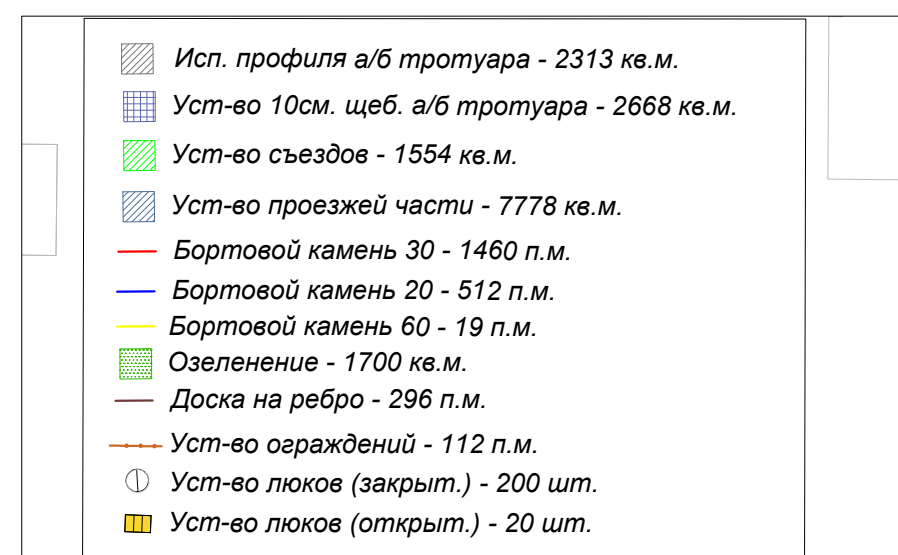 Исп. профиля а/б тротуара - 2313 кв.м.
Уст-во 10см. щеб. а/б тротуара - 2668 кв.м.
Уст-во съездов - 1554 кв.м.
Уст-во проезжей части - 7778 кв.м.
Бортовой камень 30 - 1460 п.м.
Бортовой камень 20 - 512 п.м.
Бортовой камень 60 - 19 п.м.
Озеленение - 1700 кв.м.
Доска на ребро - 296 п.м.
Уст-во ограждений - 112 п.м.
Уст-во люков (закрыт.) - 200 шт.
Уст-во люков (открыт.) - 20 шт.